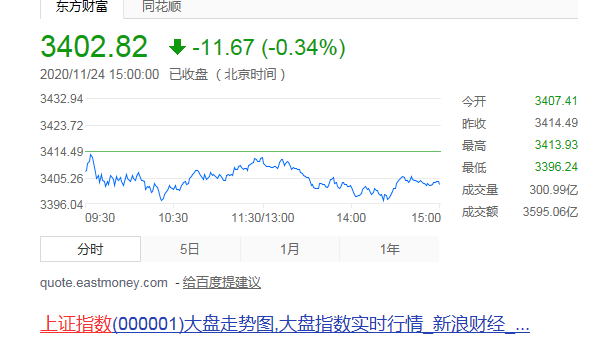 东方财富 同花顺
3402.82 -11.67 (-0.34%)
2020/11/24 15:00:00 已收盘（北京时间）
3432.94
3423.72
3414.49
3405.26
3396.04
09:30 10:30 11:30/13:00 14:00 15:00
今开 3407.41
昨收 3414.49
最高 3413.93
最低 3396.24
成交量 300.99亿
成交额 3595.06亿
分时 5日 1月 1年
quote.eastmoney.com - 给百度提建议
上证指数(000001)大盘走势图,大盘指数实时行情_新浪财经_...